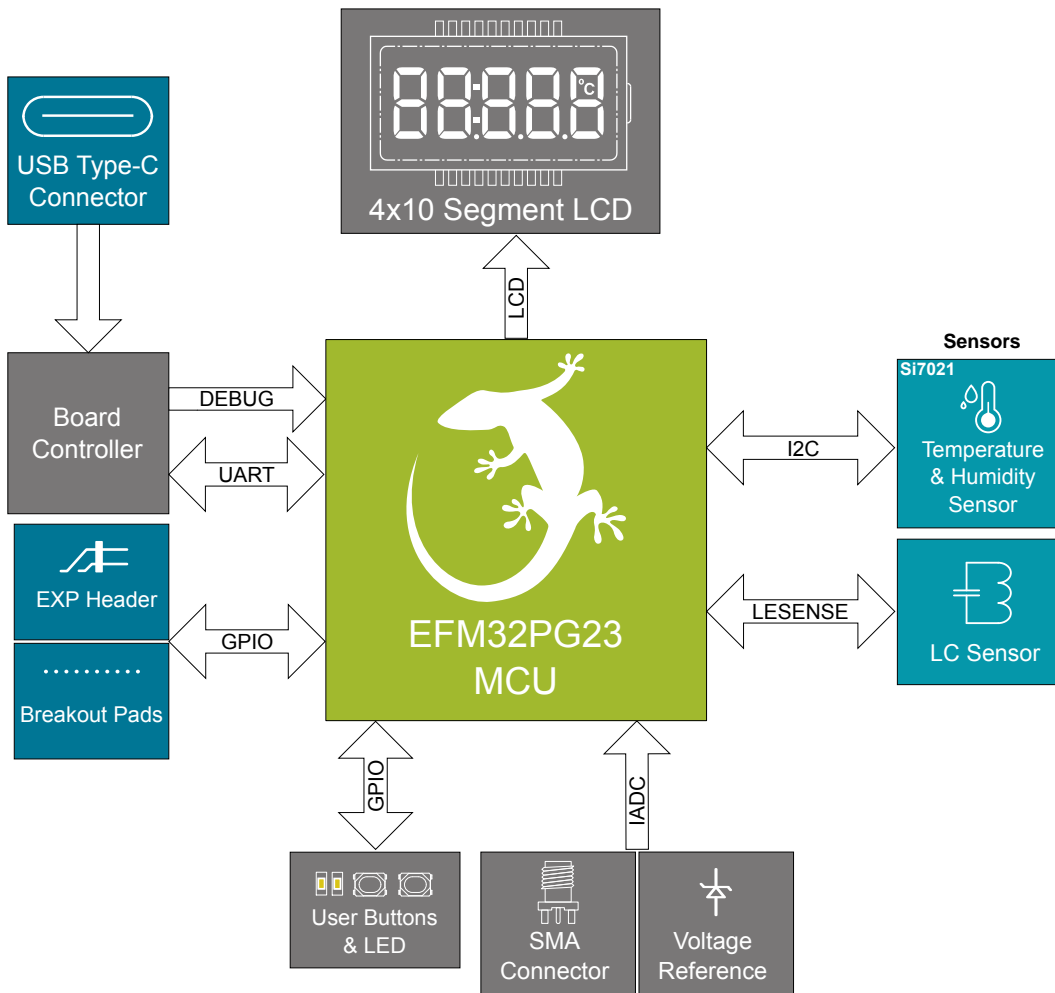 °C
4x10 Segment LCD
USB Type-C
Connector
LCD
Board
Controller
DEBUG
UART
EFM32PG23
MCU
Sensors
Si7021
Temperature
& Humidity
Sensor
I2C
LESENSE
LC Sensor
EXP Header
GPIO
Breakout Pads
GPIO
IADC
User Buttons
& LED
SMA
Connector
Voltage
Reference